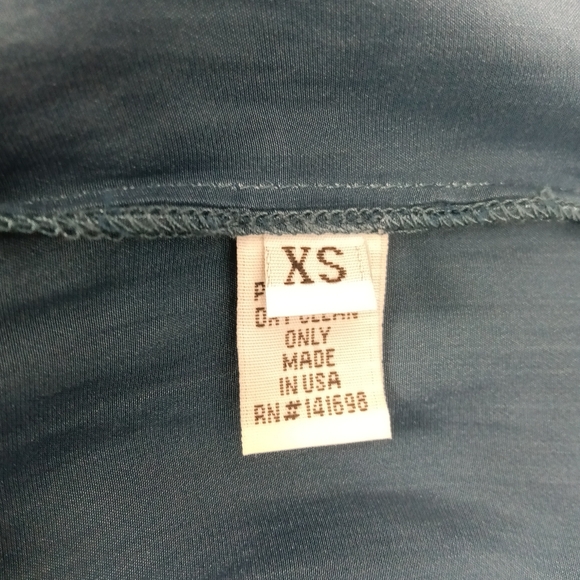 XS
DRY CLEAN
ONLY
MADE
IN USA
RN#141698